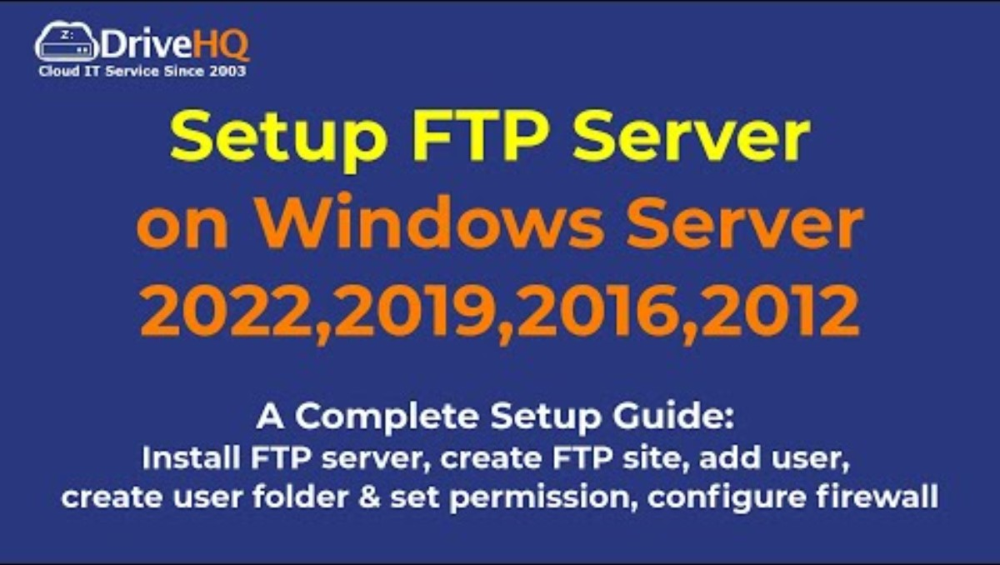 Z:
DriveHQ
Cloud IT Service Since 2003
Setup FTP Server
on Windows Server
2022,2019,2016,2012
A Complete Setup Guide:
Install FTP server, create FTP site, add user,
create user folder & set permission, configure firewall